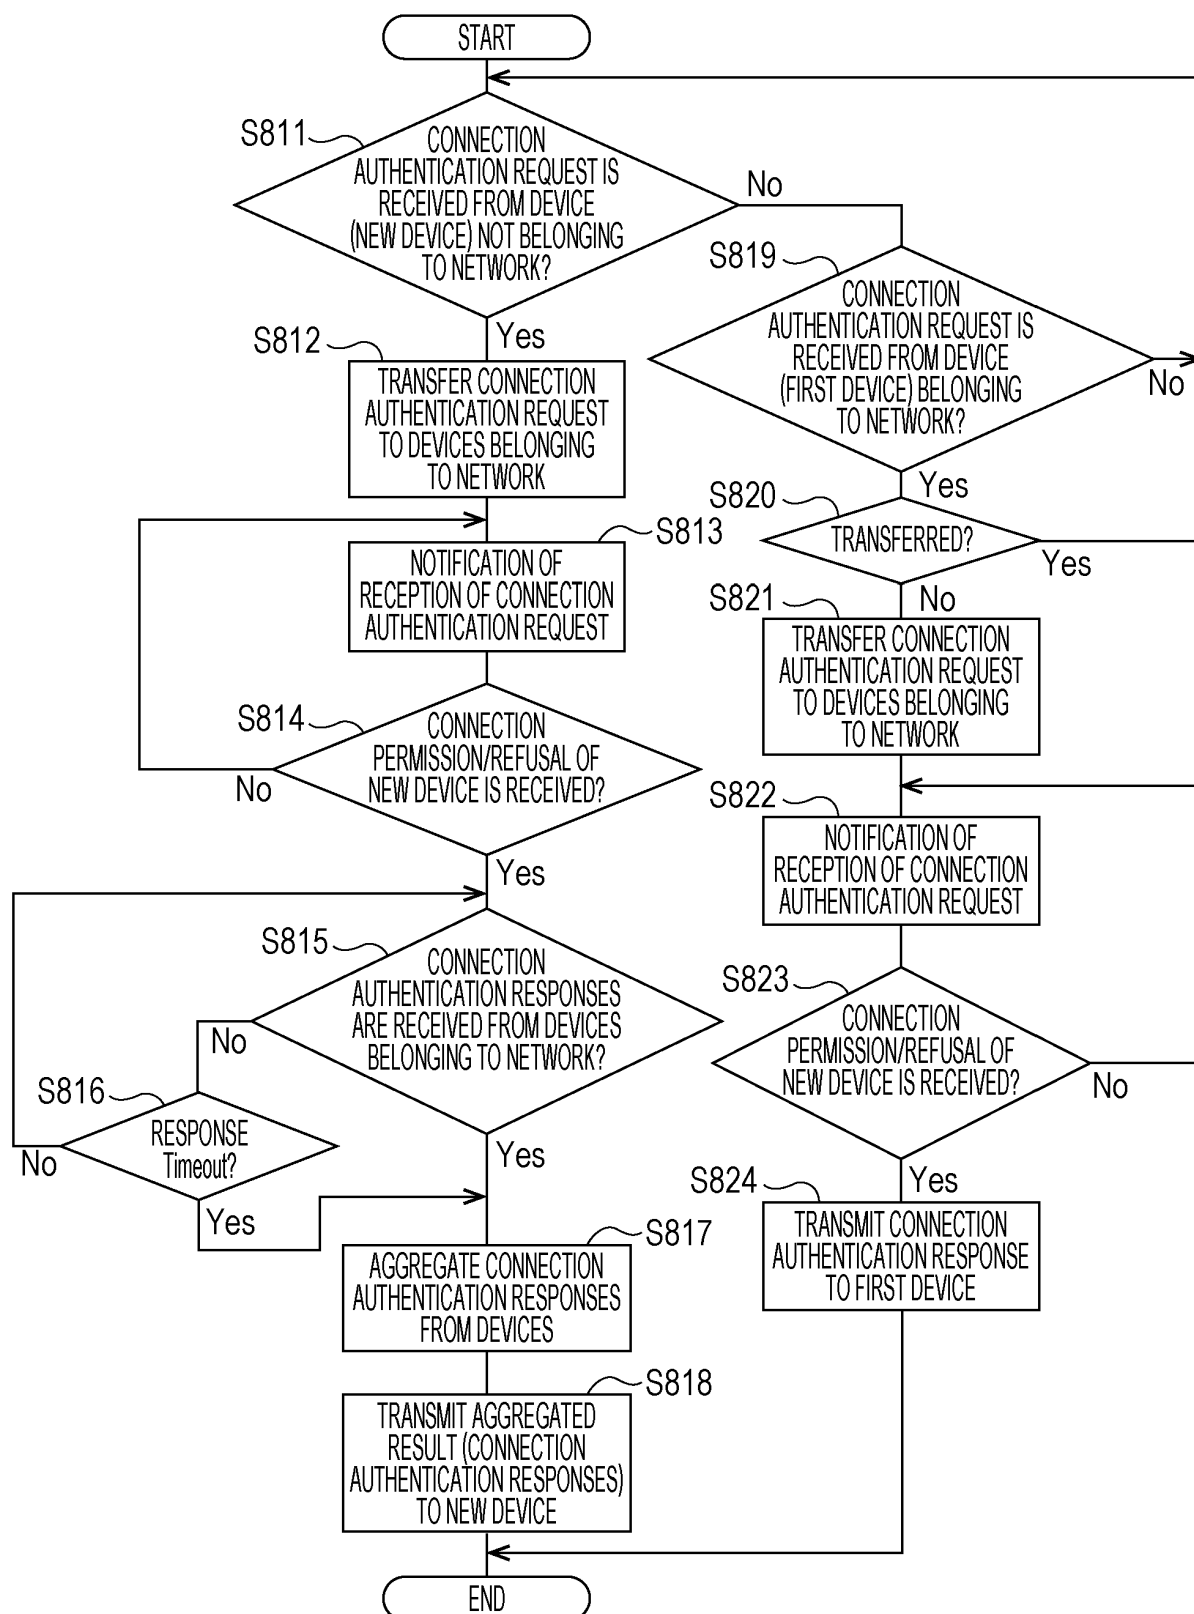 START
S811
CONNECTION
AUTHENTICATION REQUEST IS
RECEIVED FROM DEVICE
(NEW DEVICE) NOT BELONGING
TO NETWORK?
No
Yes
S812
TRANSFER CONNECTION
AUTHENTICATION REQUEST
TO DEVICES BELONGING
TO NETWORK
S813
NOTIFICATION OF
RECEPTION OF CONNECTION
AUTHENTICATION REQUEST
S814
CONNECTION
PERMISSION/REFUSAL OF
NEW DEVICE IS RECEIVED?
No
Yes
S815
CONNECTION
AUTHENTICATION RESPONSES
ARE RECEIVED FROM DEVICES
BELONGING TO NETWORK?
No
Yes
S816
RESPONSE
Timeout?
No
Yes
S817
AGGREGATE CONNECTION
AUTHENTICATION RESPONSES
FROM DEVICES
S818
TRANSMIT AGGREGATED
RESULT (CONNECTION
AUTHENTICATION RESPONSES)
TO NEW DEVICE
S819
CONNECTION
AUTHENTICATION REQUEST IS
RECEIVED FROM DEVICE
(FIRST DEVICE) BELONGING
TO NETWORK?
No
Yes
S820
TRANSFERRED?
Yes
No
S821
TRANSFER CONNECTION
AUTHENTICATION REQUEST
TO DEVICES BELONGING
TO NETWORK
S822
NOTIFICATION OF
RECEPTION OF CONNECTION
AUTHENTICATION REQUEST
S823
CONNECTION
PERMISSION/REFUSAL OF
NEW DEVICE IS RECEIVED?
No
Yes
S824
TRANSMIT CONNECTION
AUTHENTICATION RESPONSE
TO FIRST DEVICE
END